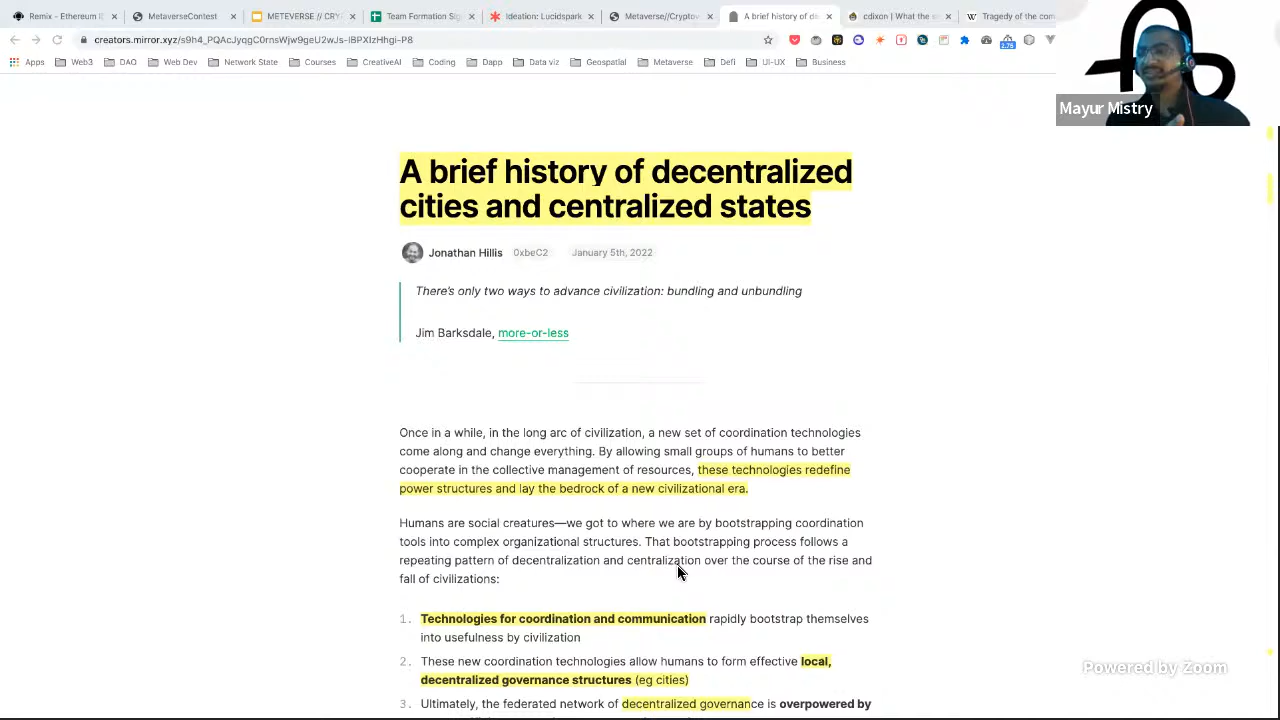 Remix - Ethereum I
MetaverseContest
METEVERSE // CRY
Team Formation Sig
Ideation: Lucidspark
Metverse//Cryptov
A brief history of de
cdixon | What the s
Tragedy of the com
creators.mirror.xyz/s9h4_PQAcJyqgC0rnsWjw9geU2wJs-IBPXIzHhgi-P8
2.75
Apps
Web3
DAO
Web Dev
Network State
Courses
CreativeAI
Coding
Dapp
Data viz
Geospatial
Metaverse
Defi
UI-UX
Business
Mayur Mistry
A brief history of decentralized
cities and centralized states
Jonathan Hillis 0xbeC2 January 5th, 2022
There's only two ways to advance civilization: bundling and unbundling
Jim Barksdale, more-or-less
Once in a while, in the long arc of civilization, a new set of coordination technologies
come along and change everything. By allowing small groups of humans to better
cooperate in the collective management of resources, these technologies redefine
power structures and lay the bedrock of a new civilizational era.
Humans are social creatures—we got to where we are by bootstrapping coordination
tools into complex organizational structures. That bootstrapping process follows a
repeating pattern of decentralization and centralization over the course of the rise and
fall of civilizations:
1. Technologies for coordination and communication rapidly bootstrap themselves
into usefulness by civilization
2. These new coordination technologies allow humans to form effective local,
decentralized governance structures (eg cities)
3. Ultimately, the federated network of decentralized governance is overpowered by
Powered by Zoom